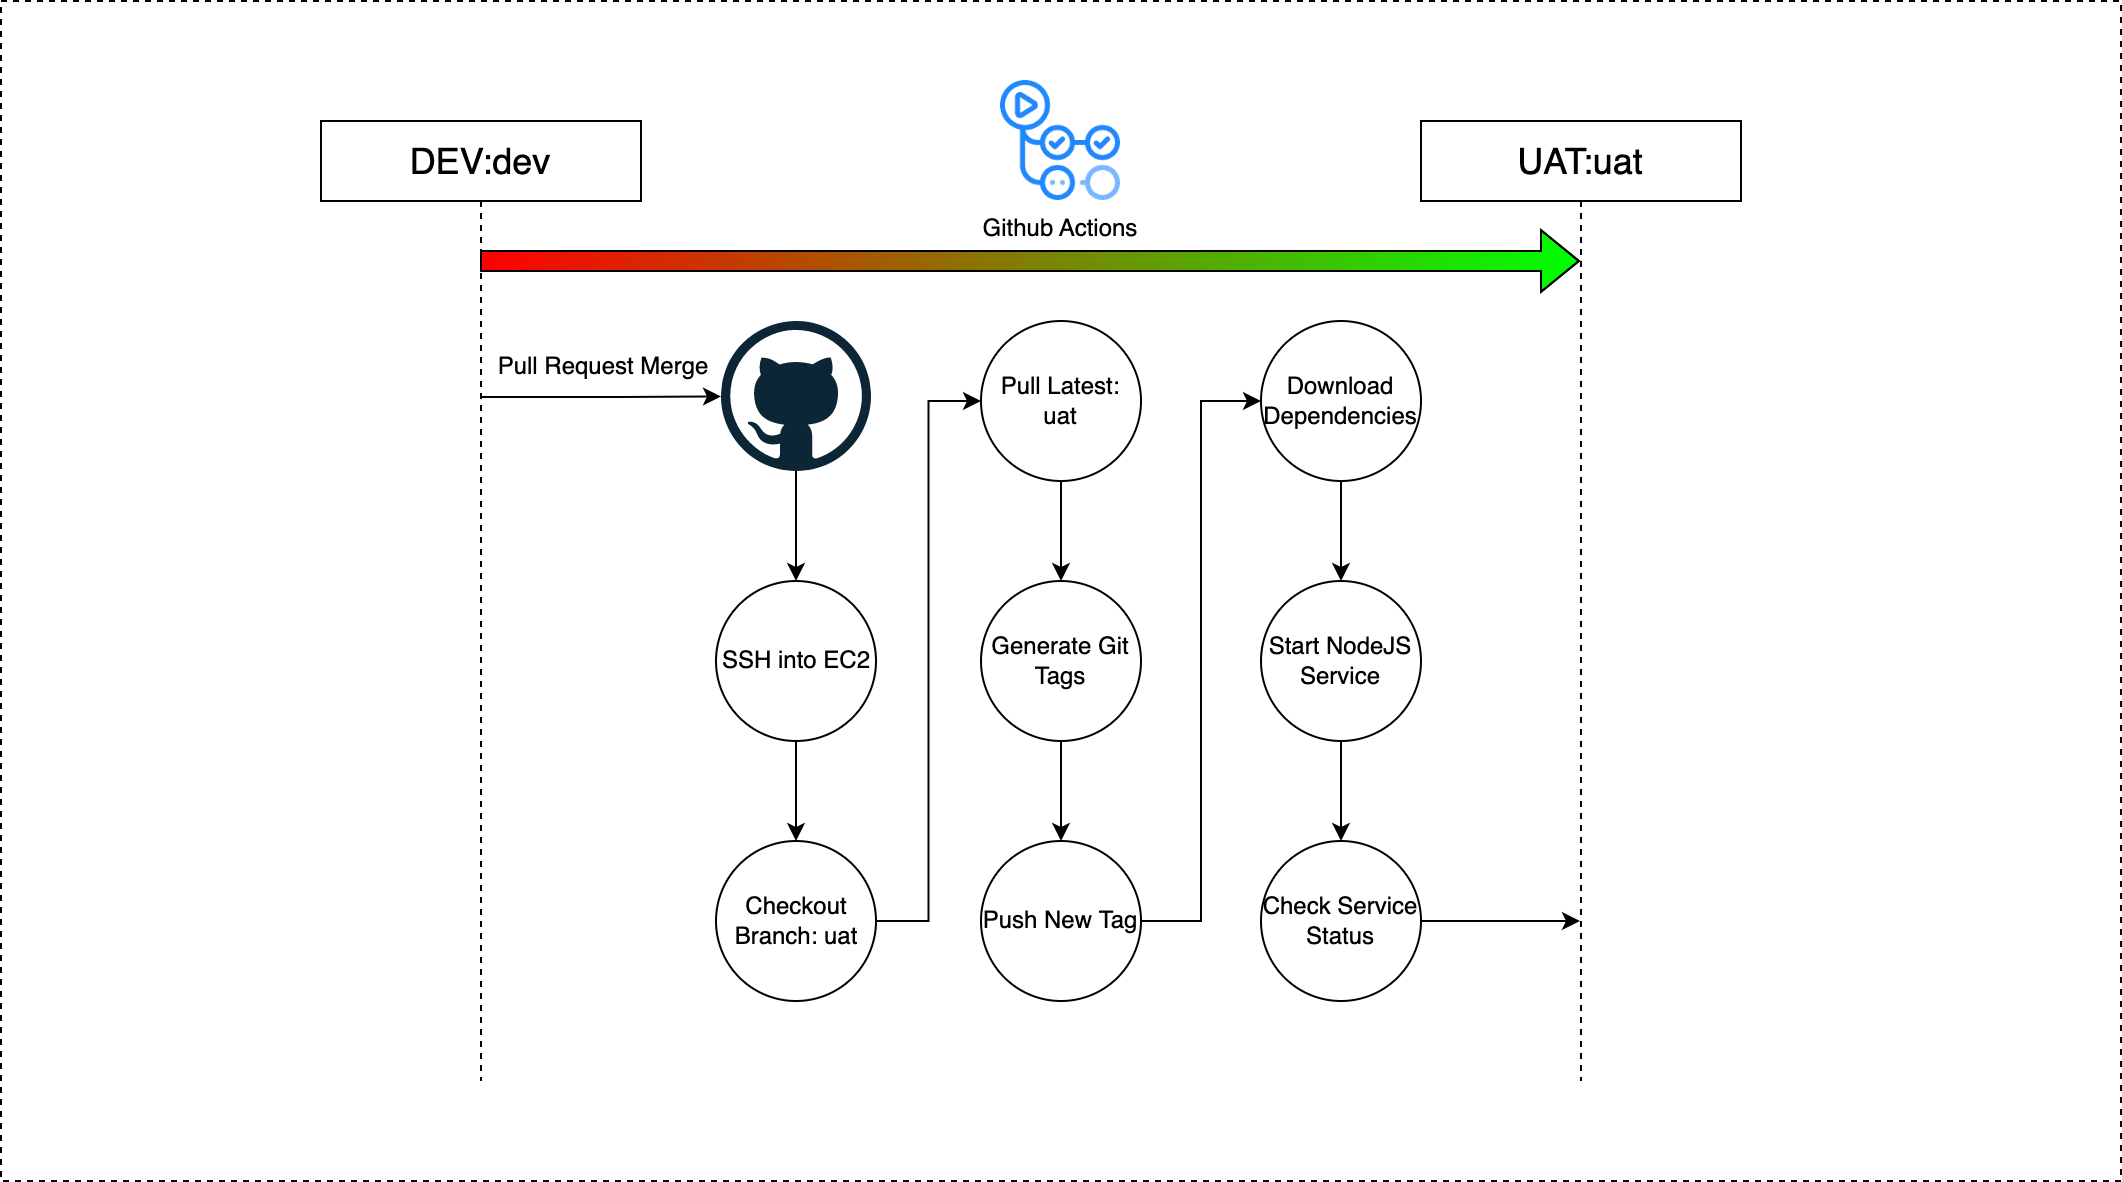 DEV:dev
Github Actions
UAT:uat
Pull Request Merge
Pull Latest:
uat
Download
Dependencies
SSH into EC2
Generate Git
Tags
Start NodeJS
Service
Checkout
Branch: uat
Push New Tag
Check Service
Status